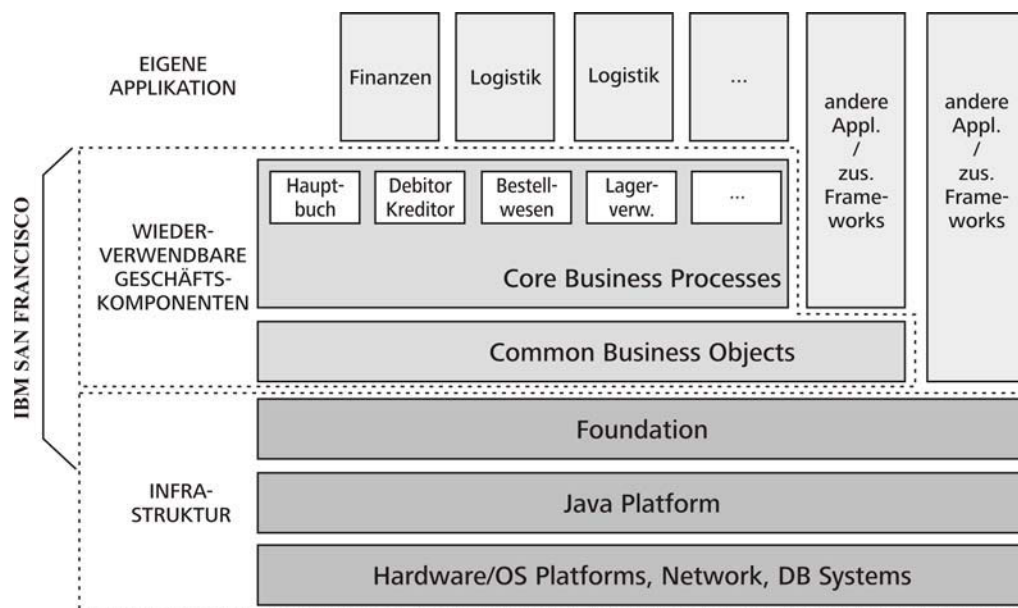 EIGENE
APPLIKATION
Finanzen
Logistik
Logistik
...
andere
Appl.
/
zus.
Frame-
works
andere
Appl.
/
zus.
Frame-
works
IBM SAN FRANCISCO
WIEDER-
VERWENDBARE
GESCHÄFTS-
KOMPONENTEN
Haupt-
buch
Debitor
Kreditor
Bestell-
wesen
Lager-
verw.
...
Core Business Processes
Common Business Objects
INFRA-
STRUKTUR
Foundation
Java Platform
Hardware/OS Platforms, Network, DB Systems